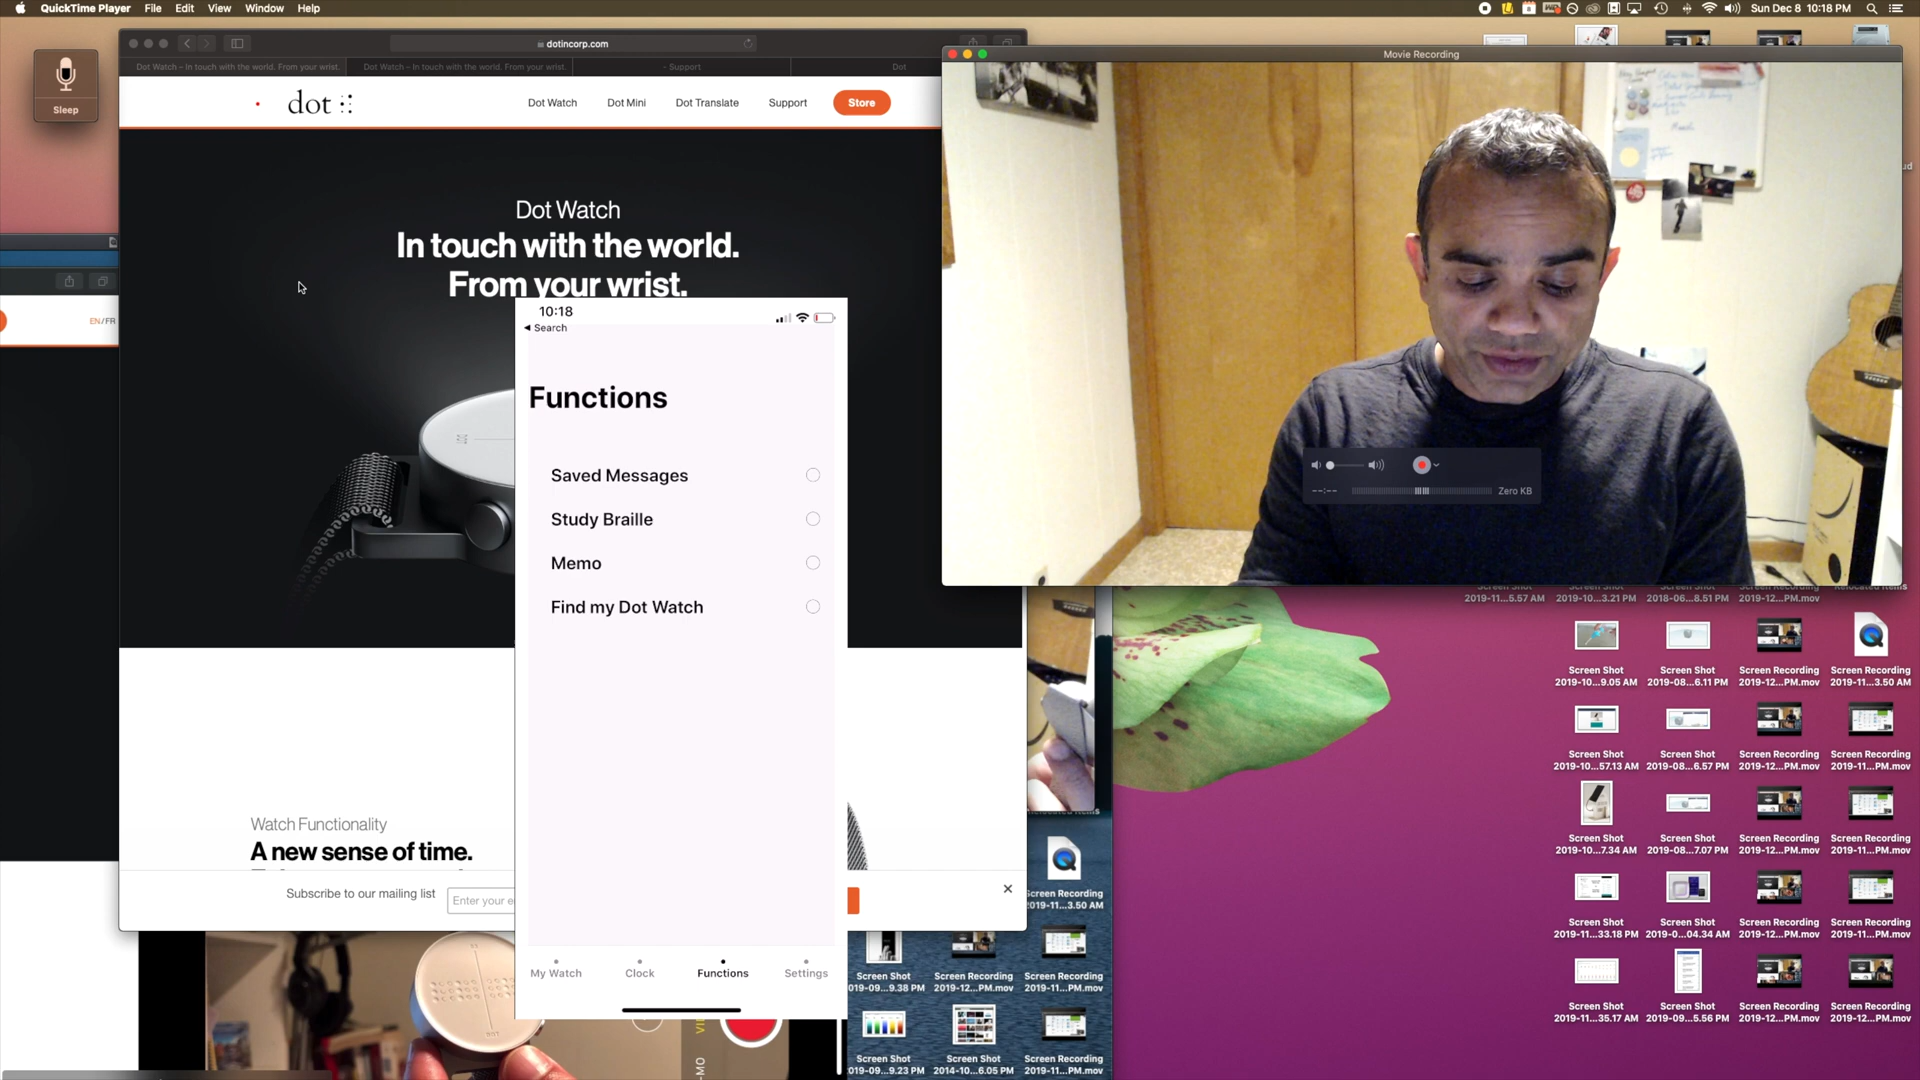 QuickTime Player File Edit View Window Help
Sun Dec 8 10:18 PM
Sleep
dotincorp.com
Dot Watch – In touch with the world. From your wrist.
Dot Watch – In touch with the world. From your wrist.
- Support
Dot
dot
Dot Watch
Dot Mini
Dot Translate
Support
Store
Dot Watch
In touch with the world.
From your wrist.
EN/FR
10:18
Search
Functions
Saved Messages
Study Braille
Memo
Find my Dot Watch
My Watch
Clock
Functions
Settings
Watch Functionality
A new sense of time.
Subscribe to our mailing list
Enter your e
Movie Recording
--:--
Zero KB
2019-11...5.57 AM
2019-10...3.21 PM
2018-06...8.51 PM
2019-12...PM.mov
Screen Shot
2019-10...9.05 AM
Screen Shot
2019-08...6.11 PM
Screen Recording
2019-12...PM.mov
Screen Recording
2019-11...3.50 AM
Screen Shot
2019-10...57.13 AM
Screen Shot
2019-08...6.57 PM
Screen Recording
2019-12...PM.mov
Screen Recording
2019-11...PM.mov
Screen Shot
2019-10...7.34 AM
Screen Shot
2019-08...7.07 PM
Screen Recording
2019-12...PM.mov
Screen Recording
2019-11...PM.mov
Screen Shot
2019-11...33.18 PM
Screen Shot
2019-0...04.34 AM
Screen Recording
2019-12...PM.mov
Screen Recording
2019-11...PM.mov
Screen Shot
2019-11...35.17 AM
Screen Shot
2019-09...5.56 PM
Screen Recording
2019-12...PM.mov
Screen Recording
2019-12...PM.mov
Screen Recording
2019-11...3.50 AM
Screen Shot
019-09...9.38 PM
Screen Recording
2019-12...PM.mov
Screen Recording
2019-11...PM.mov
Screen Shot
019-09...9.23 PM
Screen Shot
2014-10...6.05 PM
Screen Recording
2019-11...PM.mov
-MO